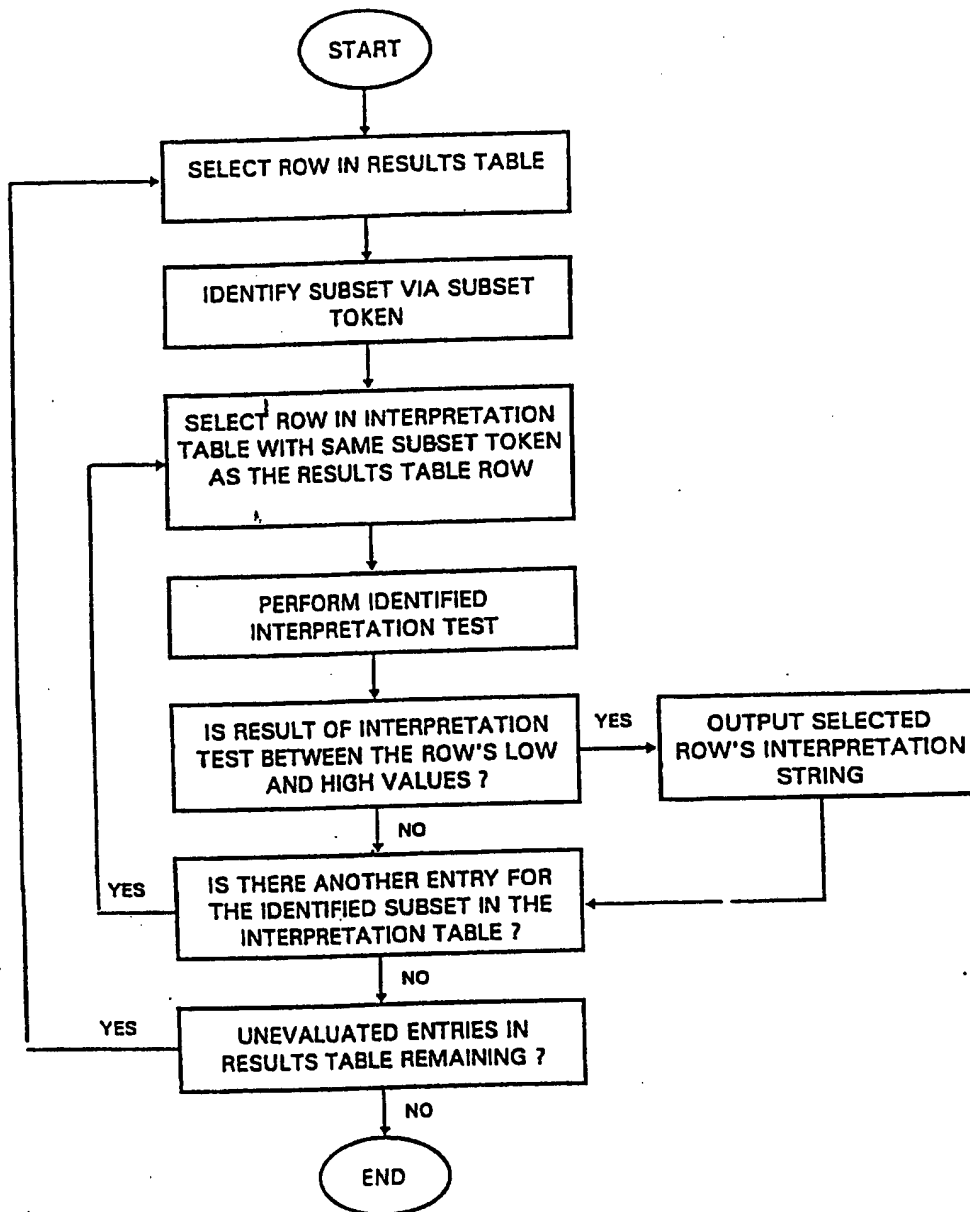 START
SELECT ROW IN RESULTS TABLE
IDENTIFY SUBSET VIA SUBSET
TOKEN
SELECT ROW IN INTERPRETATION
TABLE WITH SAME SUBSET TOKEN
AS THE RESULTS TABLE ROW
PERFORM IDENTIFIED
INTERPRETATION TEST
IS RESULT OF INTERPRETATION
TEST BETWEEN THE ROW'S LOW
AND HIGH VALUES ?
YES
OUTPUT SELECTED
ROW'S INTERPRETATION
STRING
NO
IS THERE ANOTHER ENTRY FOR
THE IDENTIFIED SUBSET IN THE
INTERPRETATION TABLE ?
YES
NO
UNEVALUATED ENTRIES IN
RESULTS TABLE REMAINING ?
YES
NO
END